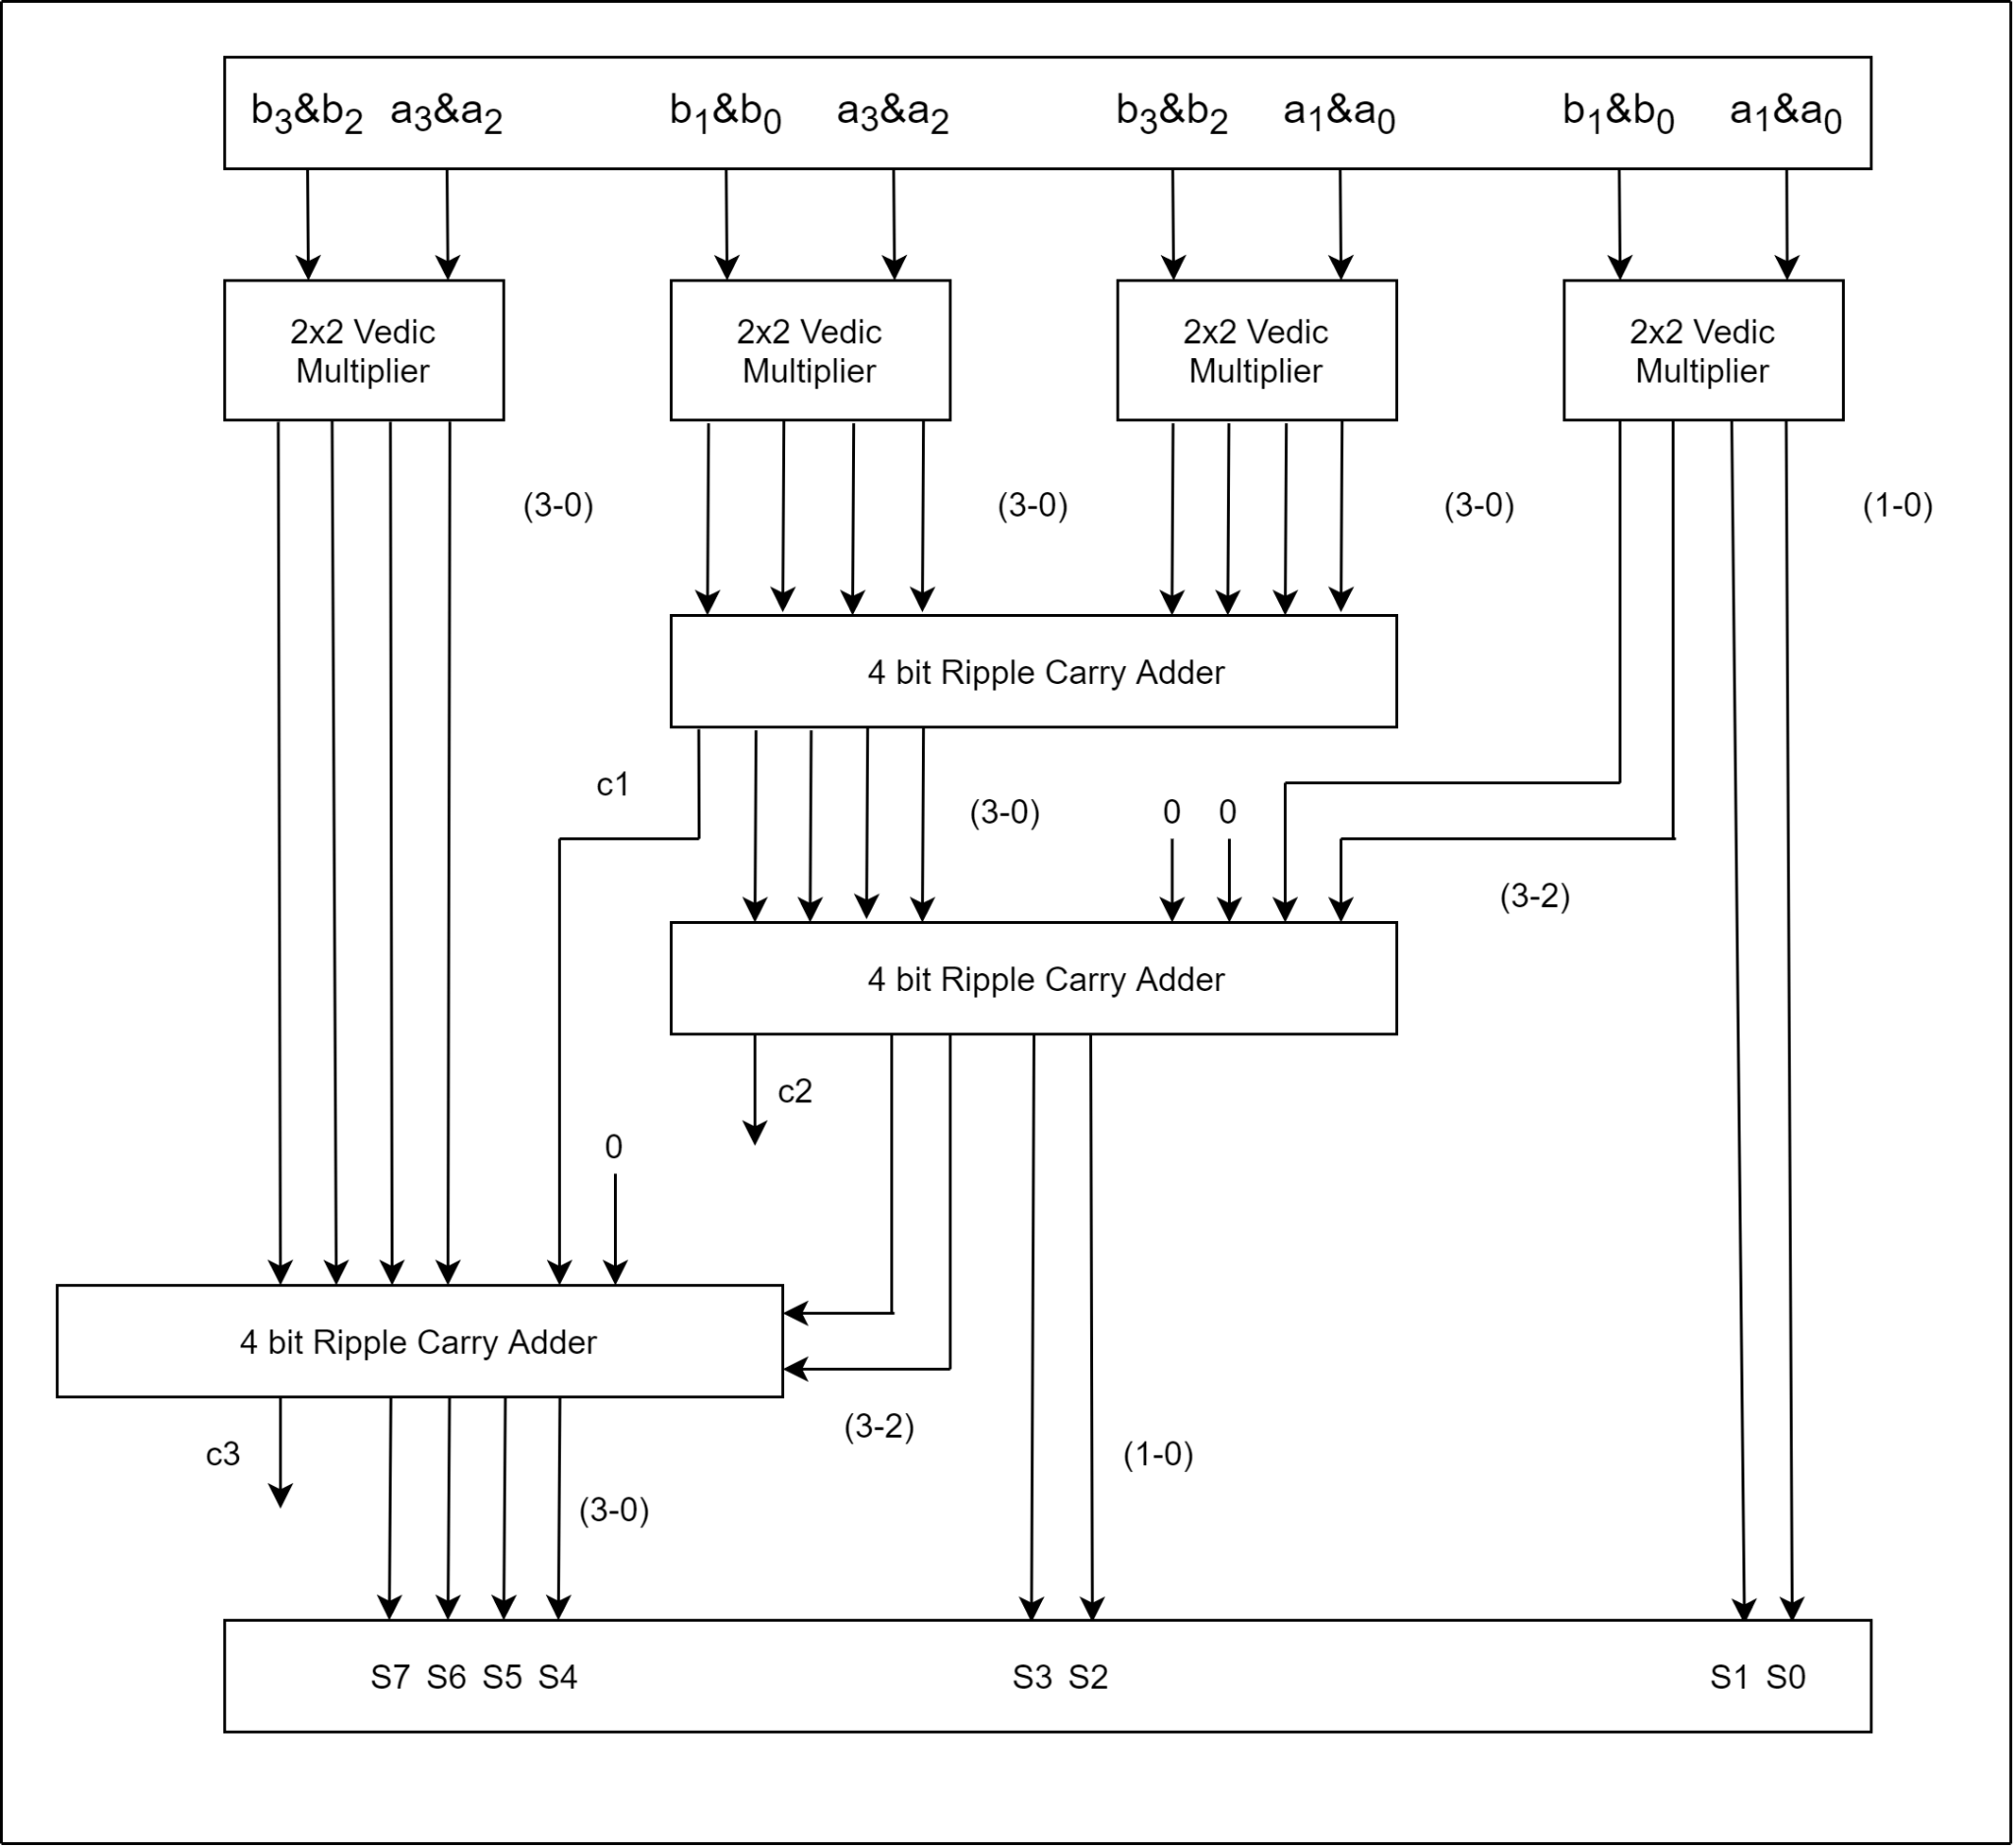 b3&b2 a3&a2 b1&b0 a3&a2 b3&b2 a1&a0 b1&b0 a1&a0
2x2 Vedic
Multiplier
2x2 Vedic
Multiplier
2x2 Vedic
Multiplier
2x2 Vedic
Multiplier
(3-0)
(3-0)
(3-0)
(1-0)
4 bit Ripple Carry Adder
c1
(3-0)
0
0
(3-2)
4 bit Ripple Carry Adder
c2
0
4 bit Ripple Carry Adder
(3-2)
c3
(1-0)
(3-0)
S7 S6 S5 S4 S3 S2 S1 S0